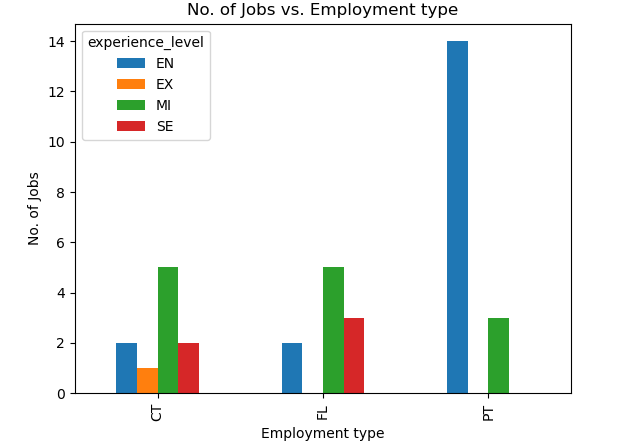 No. of Jobs vs. Employment type
experience_level
EN
EX
MI
SE
No. of Jobs
14
12
10
8
6
4
2
0
CT
FL
PT
Employment type